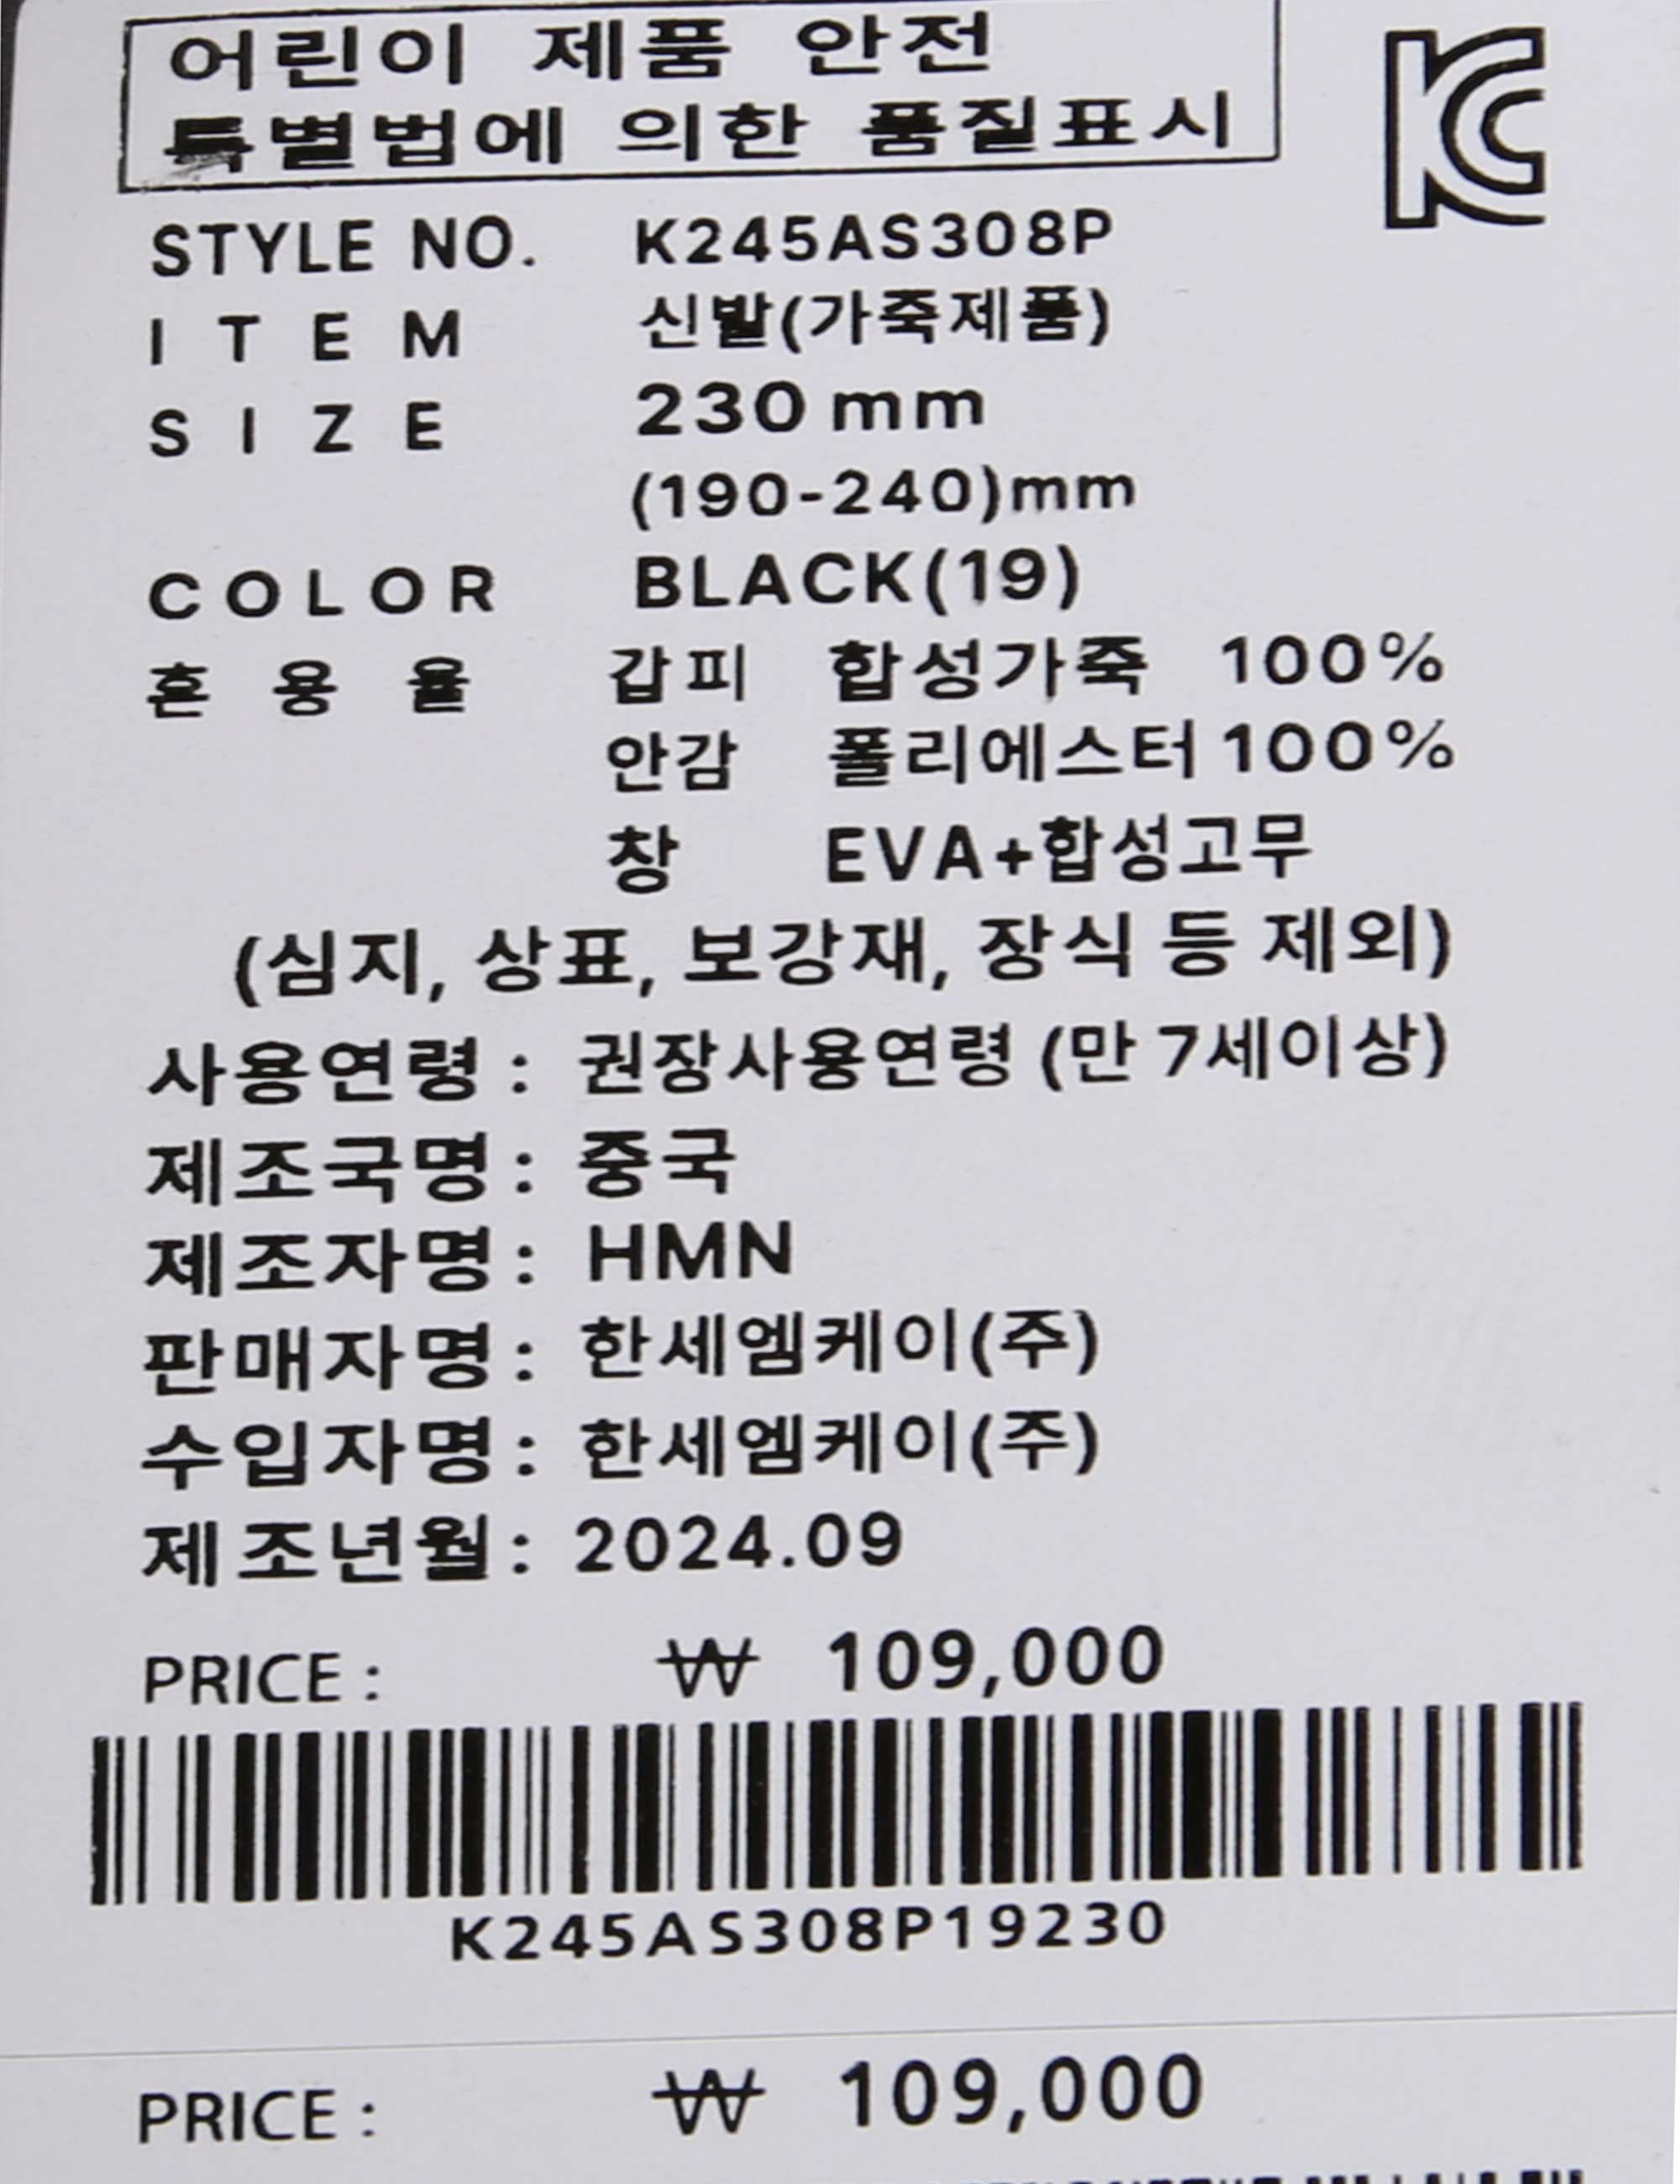 어린이 제품 안전
특별법에 의한 품질표시
KC
STYLE NO. K245AS308P
ITEM 신발(가죽제품)
SIZE 230 mm
(190-240)mm
COLOR BLACK(19)
혼용율 갑피 합성가죽 100%
안감 폴리에스터 100%
창 EVA+합성고무
(심지, 상표, 보강재, 장식 등 제외)
사용연령 : 권장사용연령 (만 7세이상)
제조국명 : 중국
제조자명 : HMN
판매자명 : 한세엠케이(주)
수입자명 : 한세엠케이(주)
제조년월 : 2024.09
PRICE : ₩ 109,000
K245AS308P19230
PRICE : ₩ 109,000